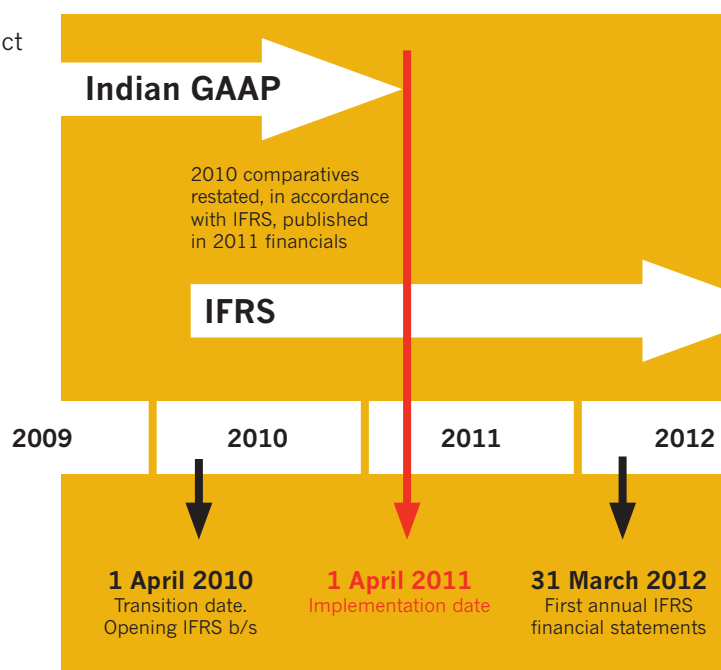 ct
Indian GAAP
2010 comparatives
restated, in accordance
with IFRS, published
in 2011 financials
IFRS
2009 2010 2011 2012
1 April 2010
Transition date.
Opening IFRS b/s
1 April 2011
Implementation date
31 March 2012
First annual IFRS
financial statements